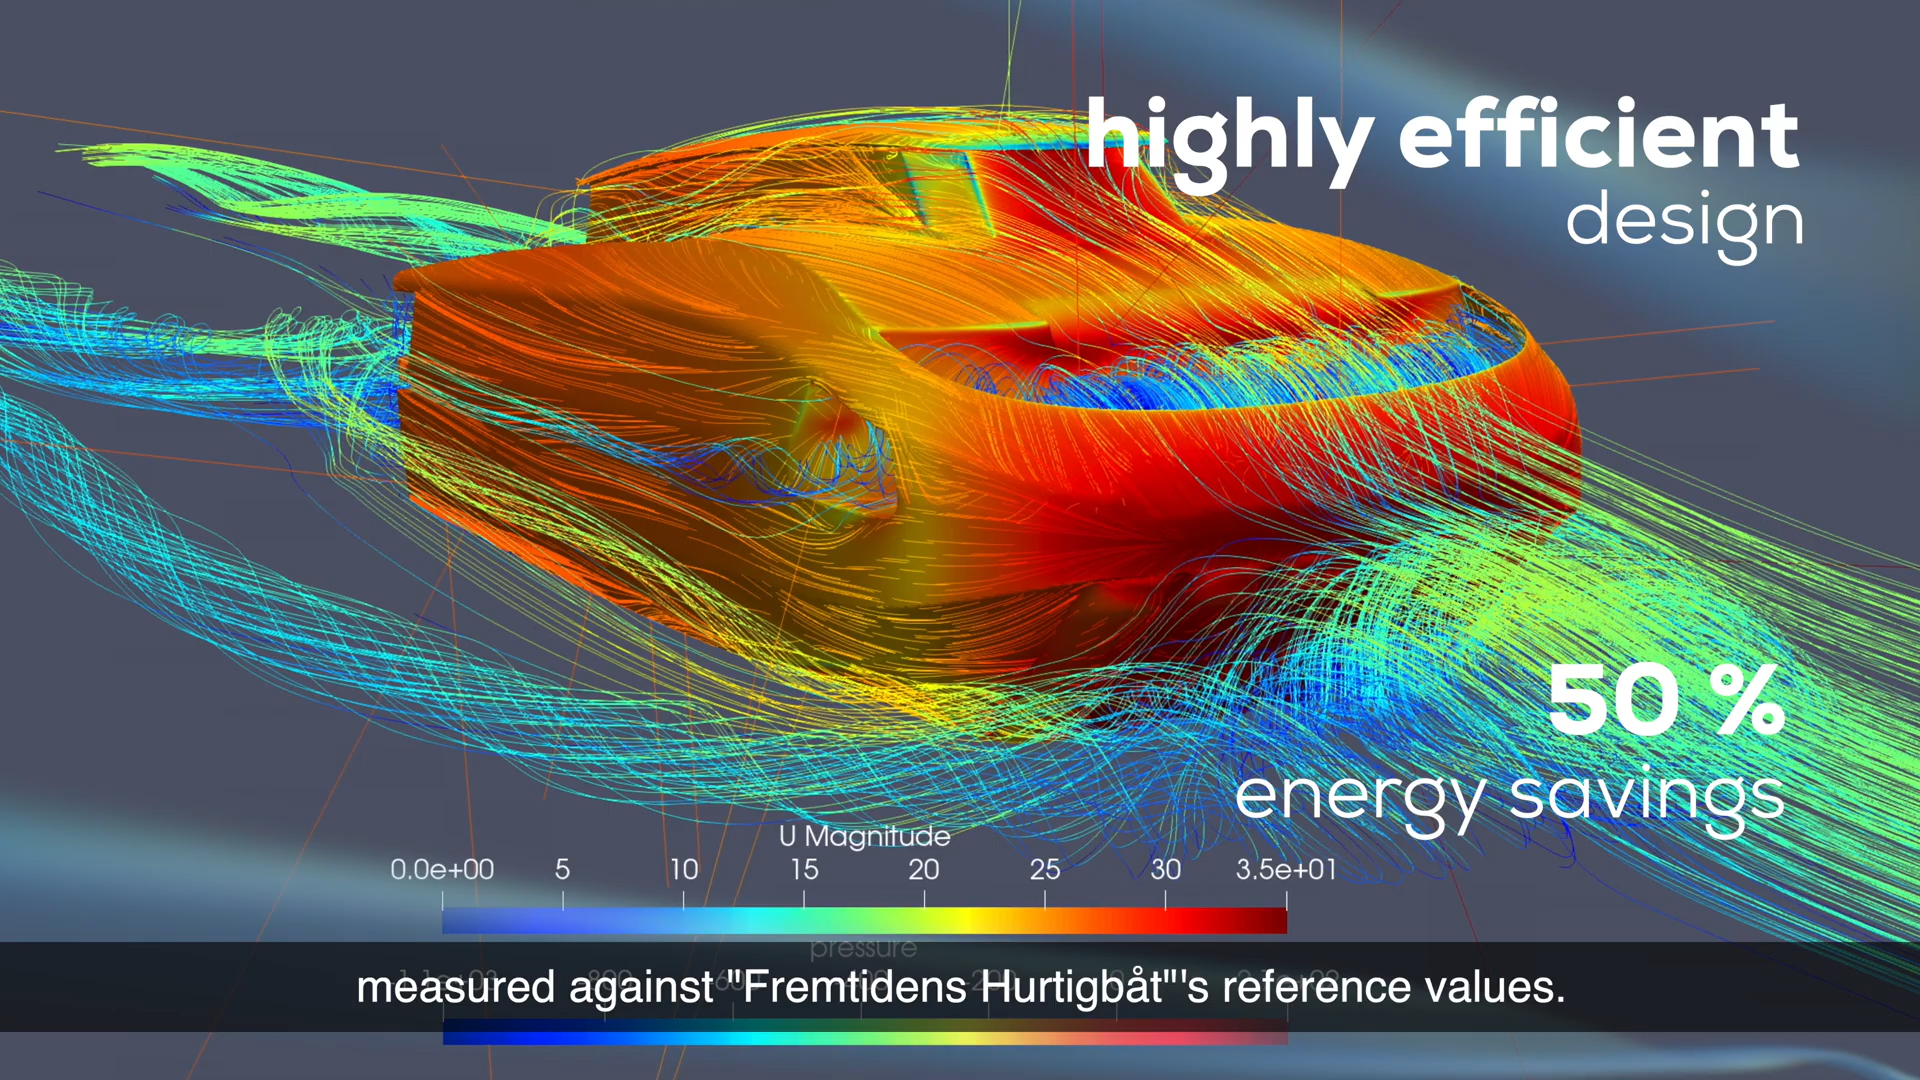 highly efficient
design
50 %
energy savings
U Magnitude
0.0e+00 5 10 15 20 25 30 3.5e+01
pressure
measured against "Fremtidens Hurtigbåt"'s reference values.